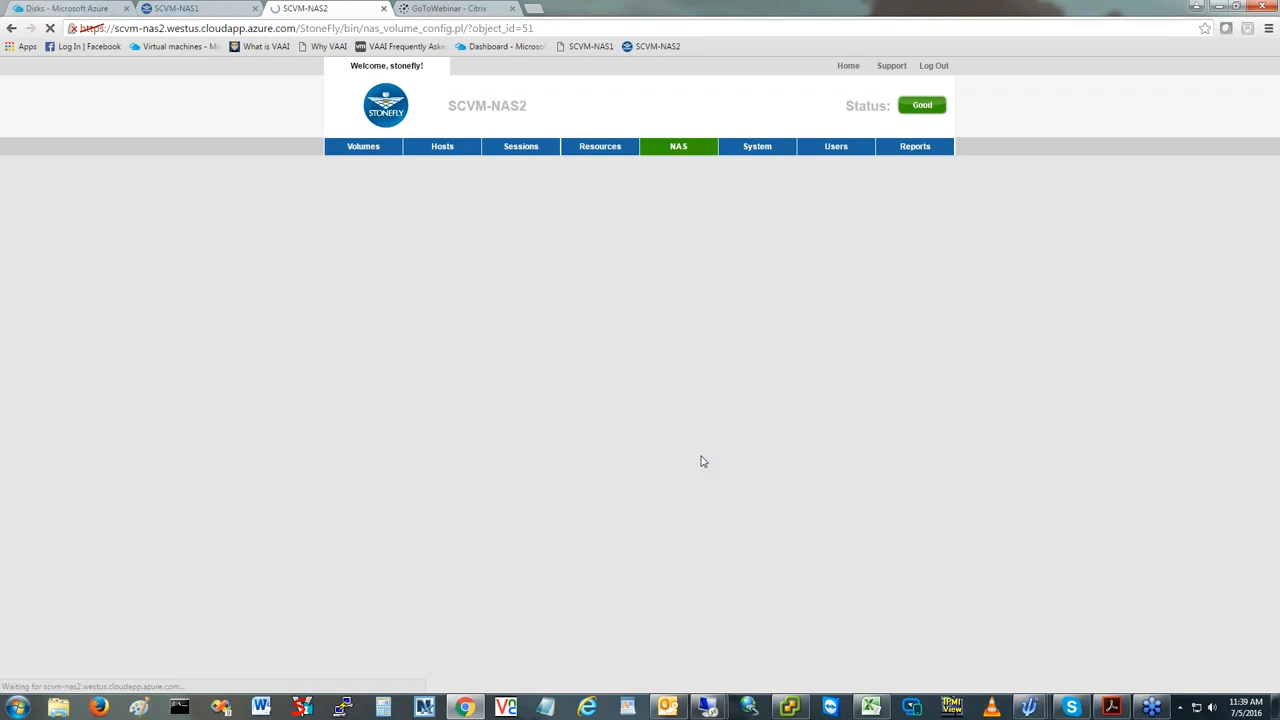 Disks - Microsoft Azure
SCVM-NAS1
SCVM-NAS2
GoToWebinar - Citrix
https://scvm-nas2.westus.cloudapp.azure.com/StoneFly/bin/nas_volume_config.pl/?object_id=51
Apps
Log In | Facebook
Virtual machines - Mi
What is VAAI
Why VAAI
VAAI Frequently Aske
Dashboard - Microsof
SCVM-NAS1
SCVM-NAS2
Welcome, stonefly!
Home
Support
Log Out
STONEFLY
SCVM-NAS2
Status:
Good
Volumes
Hosts
Sessions
Resources
NAS
System
Users
Reports
Waiting for scvm-nas2.westus.cloudapp.azure.com...
11:39 AM
7/5/2016